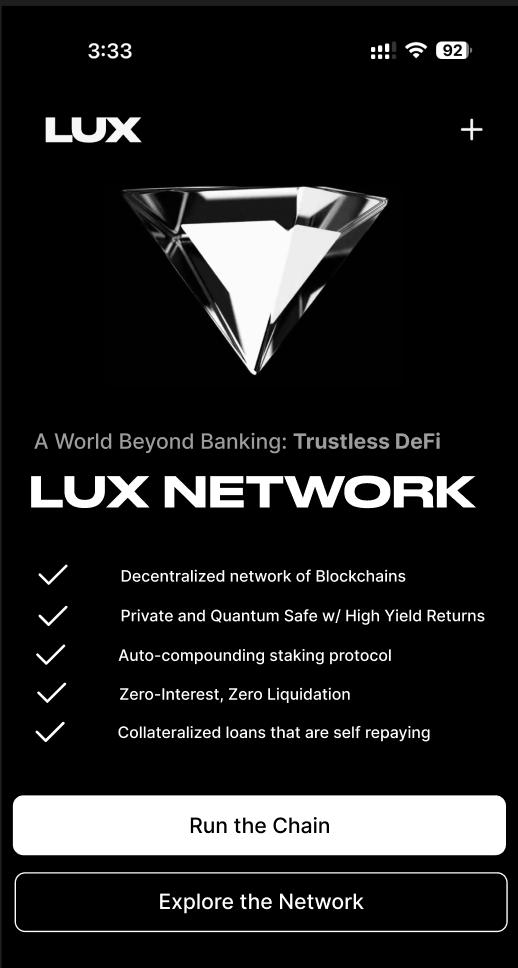 3:33
92
LUX
A World Beyond Banking: Trustless DeFi
LUX NETWORK
Decentralized network of Blockchains
Private and Quantum Safe w/ High Yield Returns
Auto-compounding staking protocol
Zero-Interest, Zero Liquidation
Collateralized loans that are self repaying
Run the Chain
Explore the Network